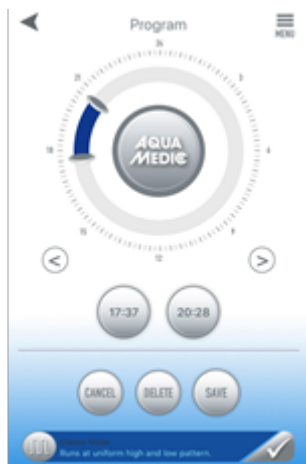 Program
MENU
24
21
3
18
6
AQUA
MEDIC
15
9
12
<
>
17:37
20:28
CANCEL
DELETE
SAVE
Runs at uniform high and low pattern.